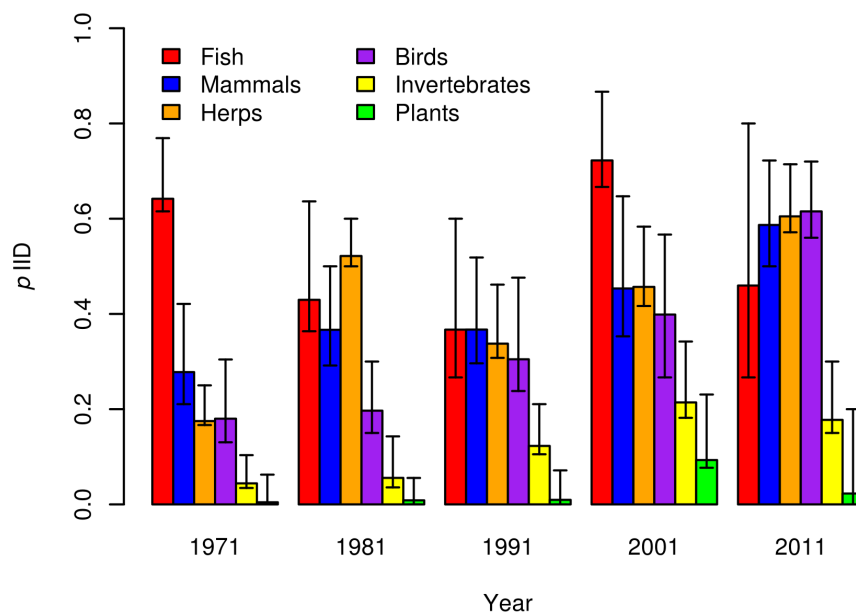 1.0
0.8
0.6
0.4
0.2
0.0
p IID
Fish
Mammals
Herps
Birds
Invertebrates
Plants
1971 1981 1991 2001 2011
Year